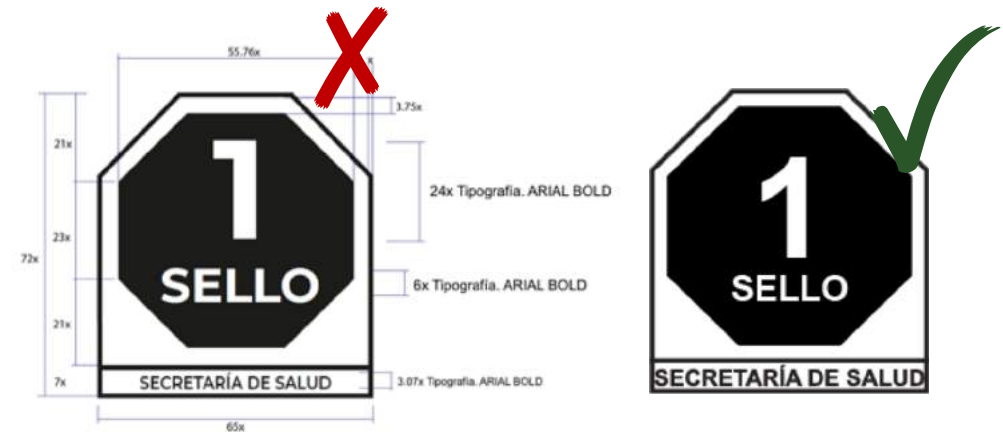 55.76x
x
3.75x
21x
1
24x Tipografía. ARIAL BOLD
23x
72x
SELLO
6x Tipografía. ARIAL BOLD
21x
7x
SECRETARÍA DE SALUD
3.07x Tipografía. ARIAL BOLD
65x
1
SELLO
SECRETARÍA DE SALUD